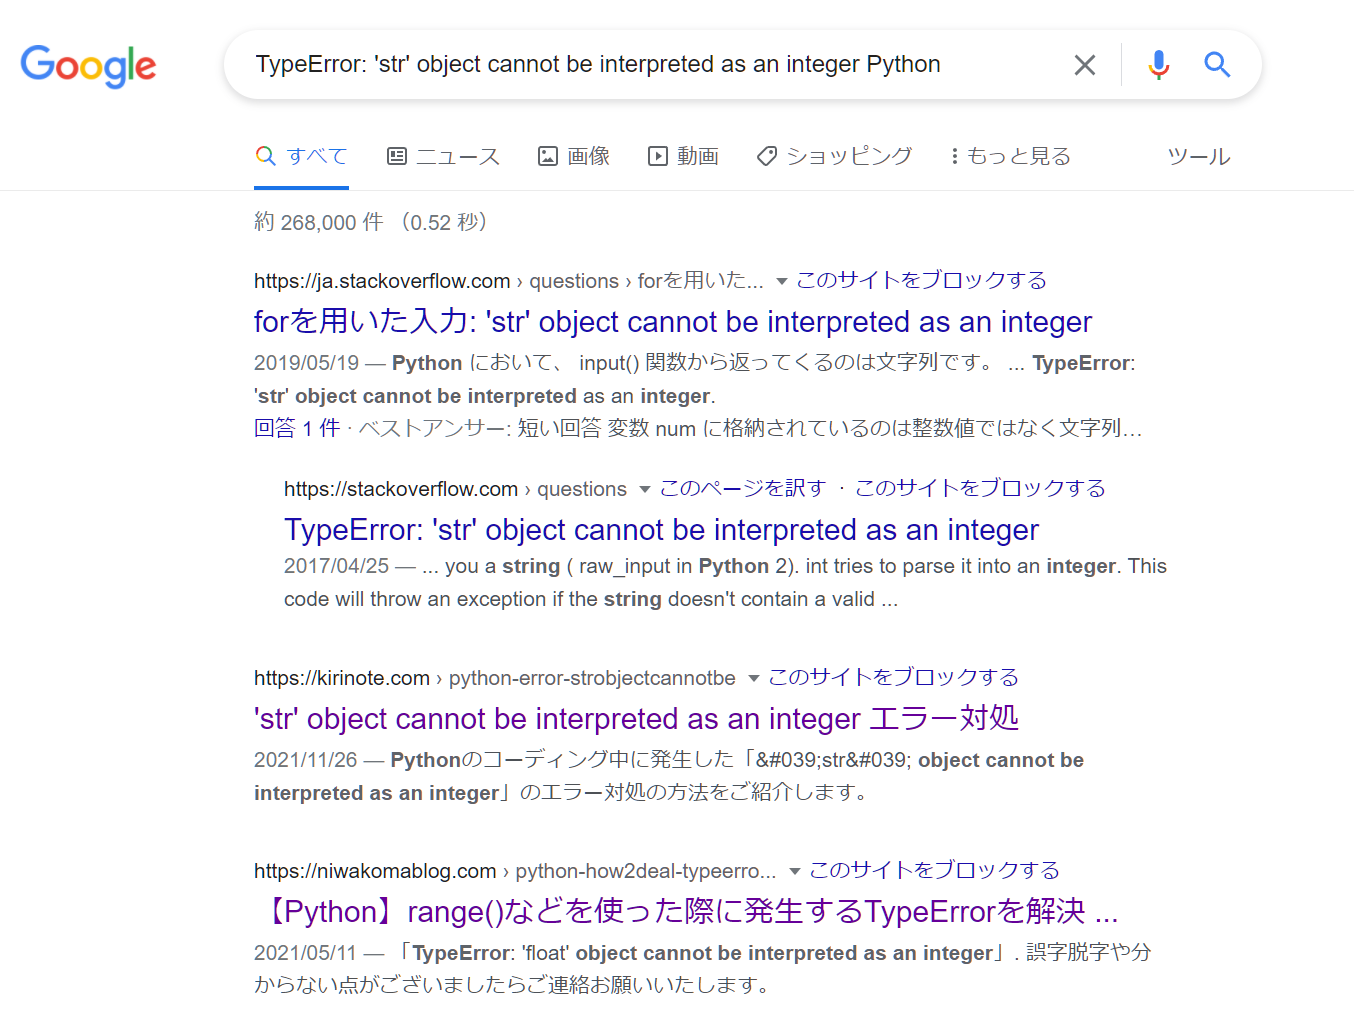 Google
TypeError: 'str' object cannot be interpreted as an integer Python
すべて ニュース 画像 動画 ショッピング もっと見る ツール
約 268,000 件 （0.52 秒）
https://ja.stackoverflow.com › questions › forを用いた... このサイトをブロックする
forを用いた入力: 'str' object cannot be interpreted as an integer
2019/05/19 — Python において、 input() 関数から返ってくるのは文字列です。 ... TypeError:
'str' object cannot be interpreted as an integer.
回答 1 件 · ベストアンサー: 短い回答 変数 num に格納されているのは整数値ではなく文字列…
https://stackoverflow.com › questions このページを訳す · このサイトをブロックする
TypeError: 'str' object cannot be interpreted as an integer
2017/04/25 — ... you a string ( raw_input in Python 2). int tries to parse it into an integer. This
code will throw an exception if the string doesn't contain a valid ...
https://kirinote.com › python-error-strobjectcannotbe このサイトをブロックする
'str' object cannot be interpreted as an integer エラー対処
2021/11/26 — Pythonのコーディング中に発生した「&#039;str&#039; object cannot be
interpreted as an integer」のエラー対処の方法をご紹介します。
https://niwakomablog.com › python-how2deal-typeerro... このサイトをブロックする
【Python】range()などを使った際に発生するTypeErrorを解決 ...
2021/05/11 — 「TypeError: 'float' object cannot be interpreted as an integer」. 誤字脱字や分
からない点がございましたらご連絡お願いいたします。